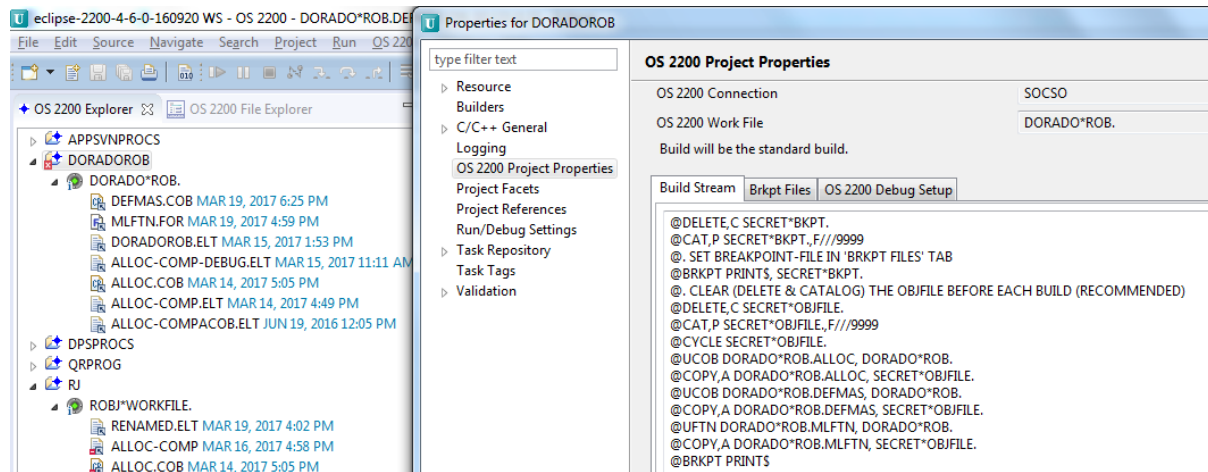 eclipse-2200-4-6-0-160920 WS - OS 2200 - DORADO*ROB.DEF
File Edit Source Navigate Search Project Run OS 220
OS 2200 Explorer OS 2200 File Explorer
APPSVNPROCS
DORADOROB
DORADO*ROB.
DEFMAS.COB MAR 19, 2017 6:25 PM
MLFTN.FOR MAR 19, 2017 4:59 PM
DORADOROB.ELT MAR 15, 2017 1:53 PM
ALLOC-COMP-DEBUG.ELT MAR 15, 2017 11:11 AM
ALLOC.COB MAR 14, 2017 5:05 PM
ALLOC-COMP.ELT MAR 14, 2017 4:49 PM
ALLOC-COMPACOB.ELT JUN 19, 2016 12:05 PM
DPSPROCS
QRPROG
RJ
ROBJ*WORKFILE.
RENAMED.ELT MAR 19, 2017 4:02 PM
ALLOC-COMP MAR 16, 2017 4:58 PM
ALLOC.COB MAR 14, 2017 5:05 PM
Properties for DORADOROB
type filter text
Resource
Builders
C/C++ General
Logging
OS 2200 Project Properties
Project Facets
Project References
Run/Debug Settings
Task Repository
Task Tags
Validation
OS 2200 Project Properties
OS 2200 Connection SOCSO
OS 2200 Work File DORADO*ROB.
Build will be the standard build.
Build Stream Brkpt Files OS 2200 Debug Setup
@DELETE,C SECRET*BKPT.
@CAT,P SECRET*BKPT.,F///9999
@. SET BREAKPOINT-FILE IN 'BRKPT FILES' TAB
@BRKPT PRINT$, SECRET*BKPT.
@. CLEAR (DELETE & CATALOG) THE OBJFILE BEFORE EACH BUILD (RECOMMENDED)
@DELETE,C SECRET*OBJFILE.
@CAT,P SECRET*OBJFILE.,F///9999
@CYCLE SECRET*OBJFILE.
@UCOB DORADO*ROB.ALLOC, DORADO*ROB.
@COPY,A DORADO*ROB.ALLOC, SECRET*OBJFILE.
@UCOB DORADO*ROB.DEFMAS, DORADO*ROB.
@COPY,A DORADO*ROB.DEFMAS, SECRET*OBJFILE.
@UFTN DORADO*ROB.MLFTN, DORADO*ROB.
@COPY,A DORADO*ROB.MLFTN, SECRET*OBJFILE.
@BRKPT PRINT$